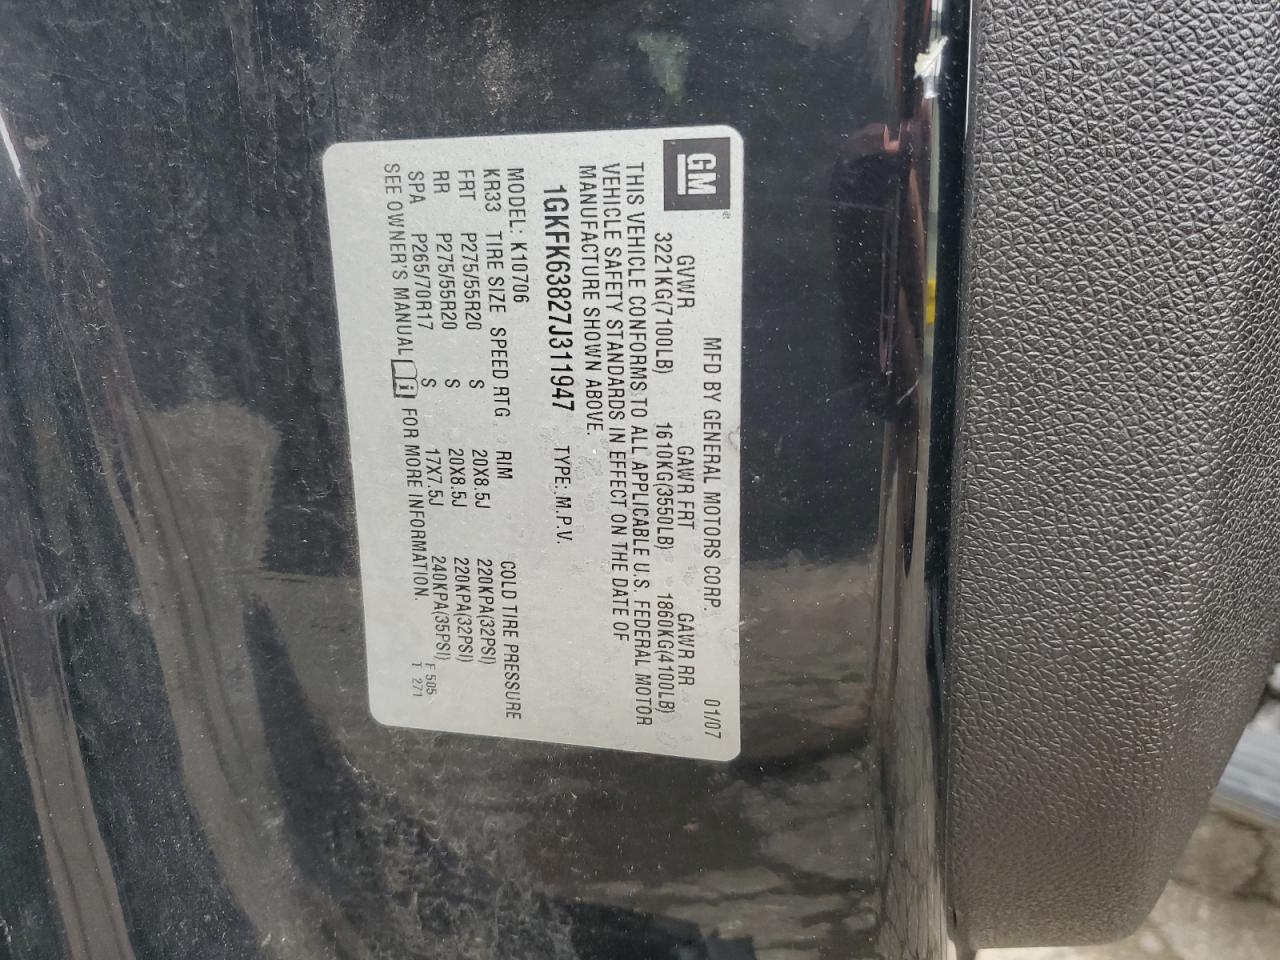 GM
MFD BY GENERAL MOTORS CORP. 01/07
GVWR GAWR FRT GAWR RR
3221KG(7100LB) 1610KG(3550LB) 1860KG(4100LB)
THIS VEHICLE CONFORMS TO ALL APPLICABLE U.S. FEDERAL MOTOR
VEHICLE SAFETY STANDARDS IN EFFECT ON THE DATE OF
MANUFACTURE SHOWN ABOVE.
1GKFK63827J311947 TYPE: M.P.V.
MODEL: K10706
KR33 TIRE SIZE SPEED RTG RIM COLD TIRE PRESSURE
FRT P275/55R20 S 20X8.5J 220KPA(32PSI)
RR P275/55R20 S 20X8.5J 220KPA(32PSI)
SPA P265/70R17 S 17X7.5J 240KPA(35PSI)
SEE OWNER'S MANUAL i FOR MORE INFORMATION.
F 505
T 271